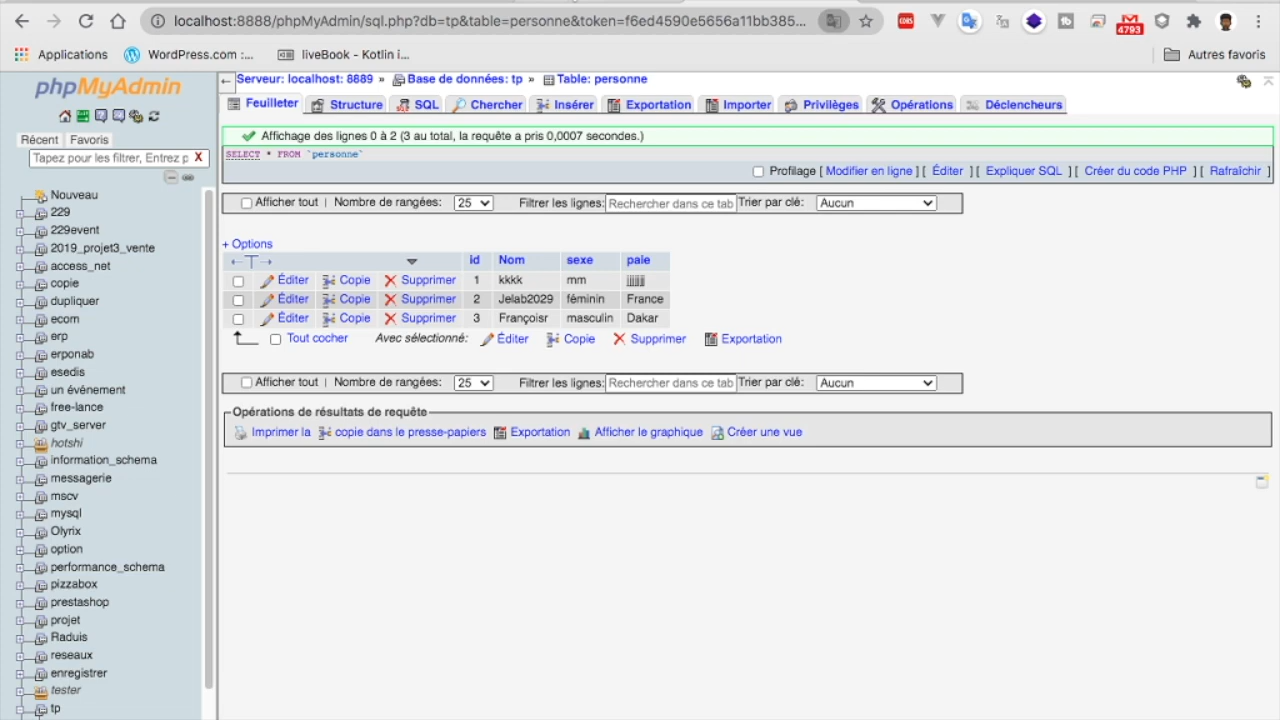 localhost:8888/phpMyAdmin/sql.php?db=tp&table=personne&token=f6ed4590e5656a11bb385...
CORS
4793
Applications
WordPress.com :...
liveBook - Kotlin i...
Autres favoris
phpMyAdmin
Récent Favoris
Tapez pour les filtrer, Entrez p X
Nouveau
229
229event
2019_projet3_vente
access_net
copie
dupliquer
ecom
erp
erponab
esedis
un événement
free-lance
gtv_server
hotshi
information_schema
messagerie
mscv
mysql
Olyrix
option
performance_schema
pizzabox
prestashop
projet
Raduis
reseaux
enregistrer
tester
tp
Serveur: localhost: 8889 » Base de données: tp » Table: personne
Feuilleter Structure SQL Chercher Insérer Exportation Importer Privilèges Opérations Déclencheurs
Affichage des lignes 0 à 2 (3 au total, la requête a pris 0,0007 secondes.)
SELECT * FROM `personne`
Profilage [ Modifier en ligne ] [ Éditer ] [ Expliquer SQL ] [ Créer du code PHP ] [ Rafraîchir ]
Afficher tout | Nombre de rangées: 25 Filtrer les lignes: Rechercher dans ce tab Trier par clé: Aucun
+ Options
←T→ id Nom sexe paie
Éditer Copie Supprimer 1 kkkk mm
Éditer Copie Supprimer 2 Jelab2029 féminin France
Éditer Copie Supprimer 3 Françoisr masculin Dakar
Tout cocher Avec sélectionné: Éditer Copie Supprimer Exportation
Afficher tout | Nombre de rangées: 25 Filtrer les lignes: Rechercher dans ce tab Trier par clé: Aucun
Opérations de résultats de requête
Imprimer la copie dans le presse-papiers Exportation Afficher le graphique Créer une vue